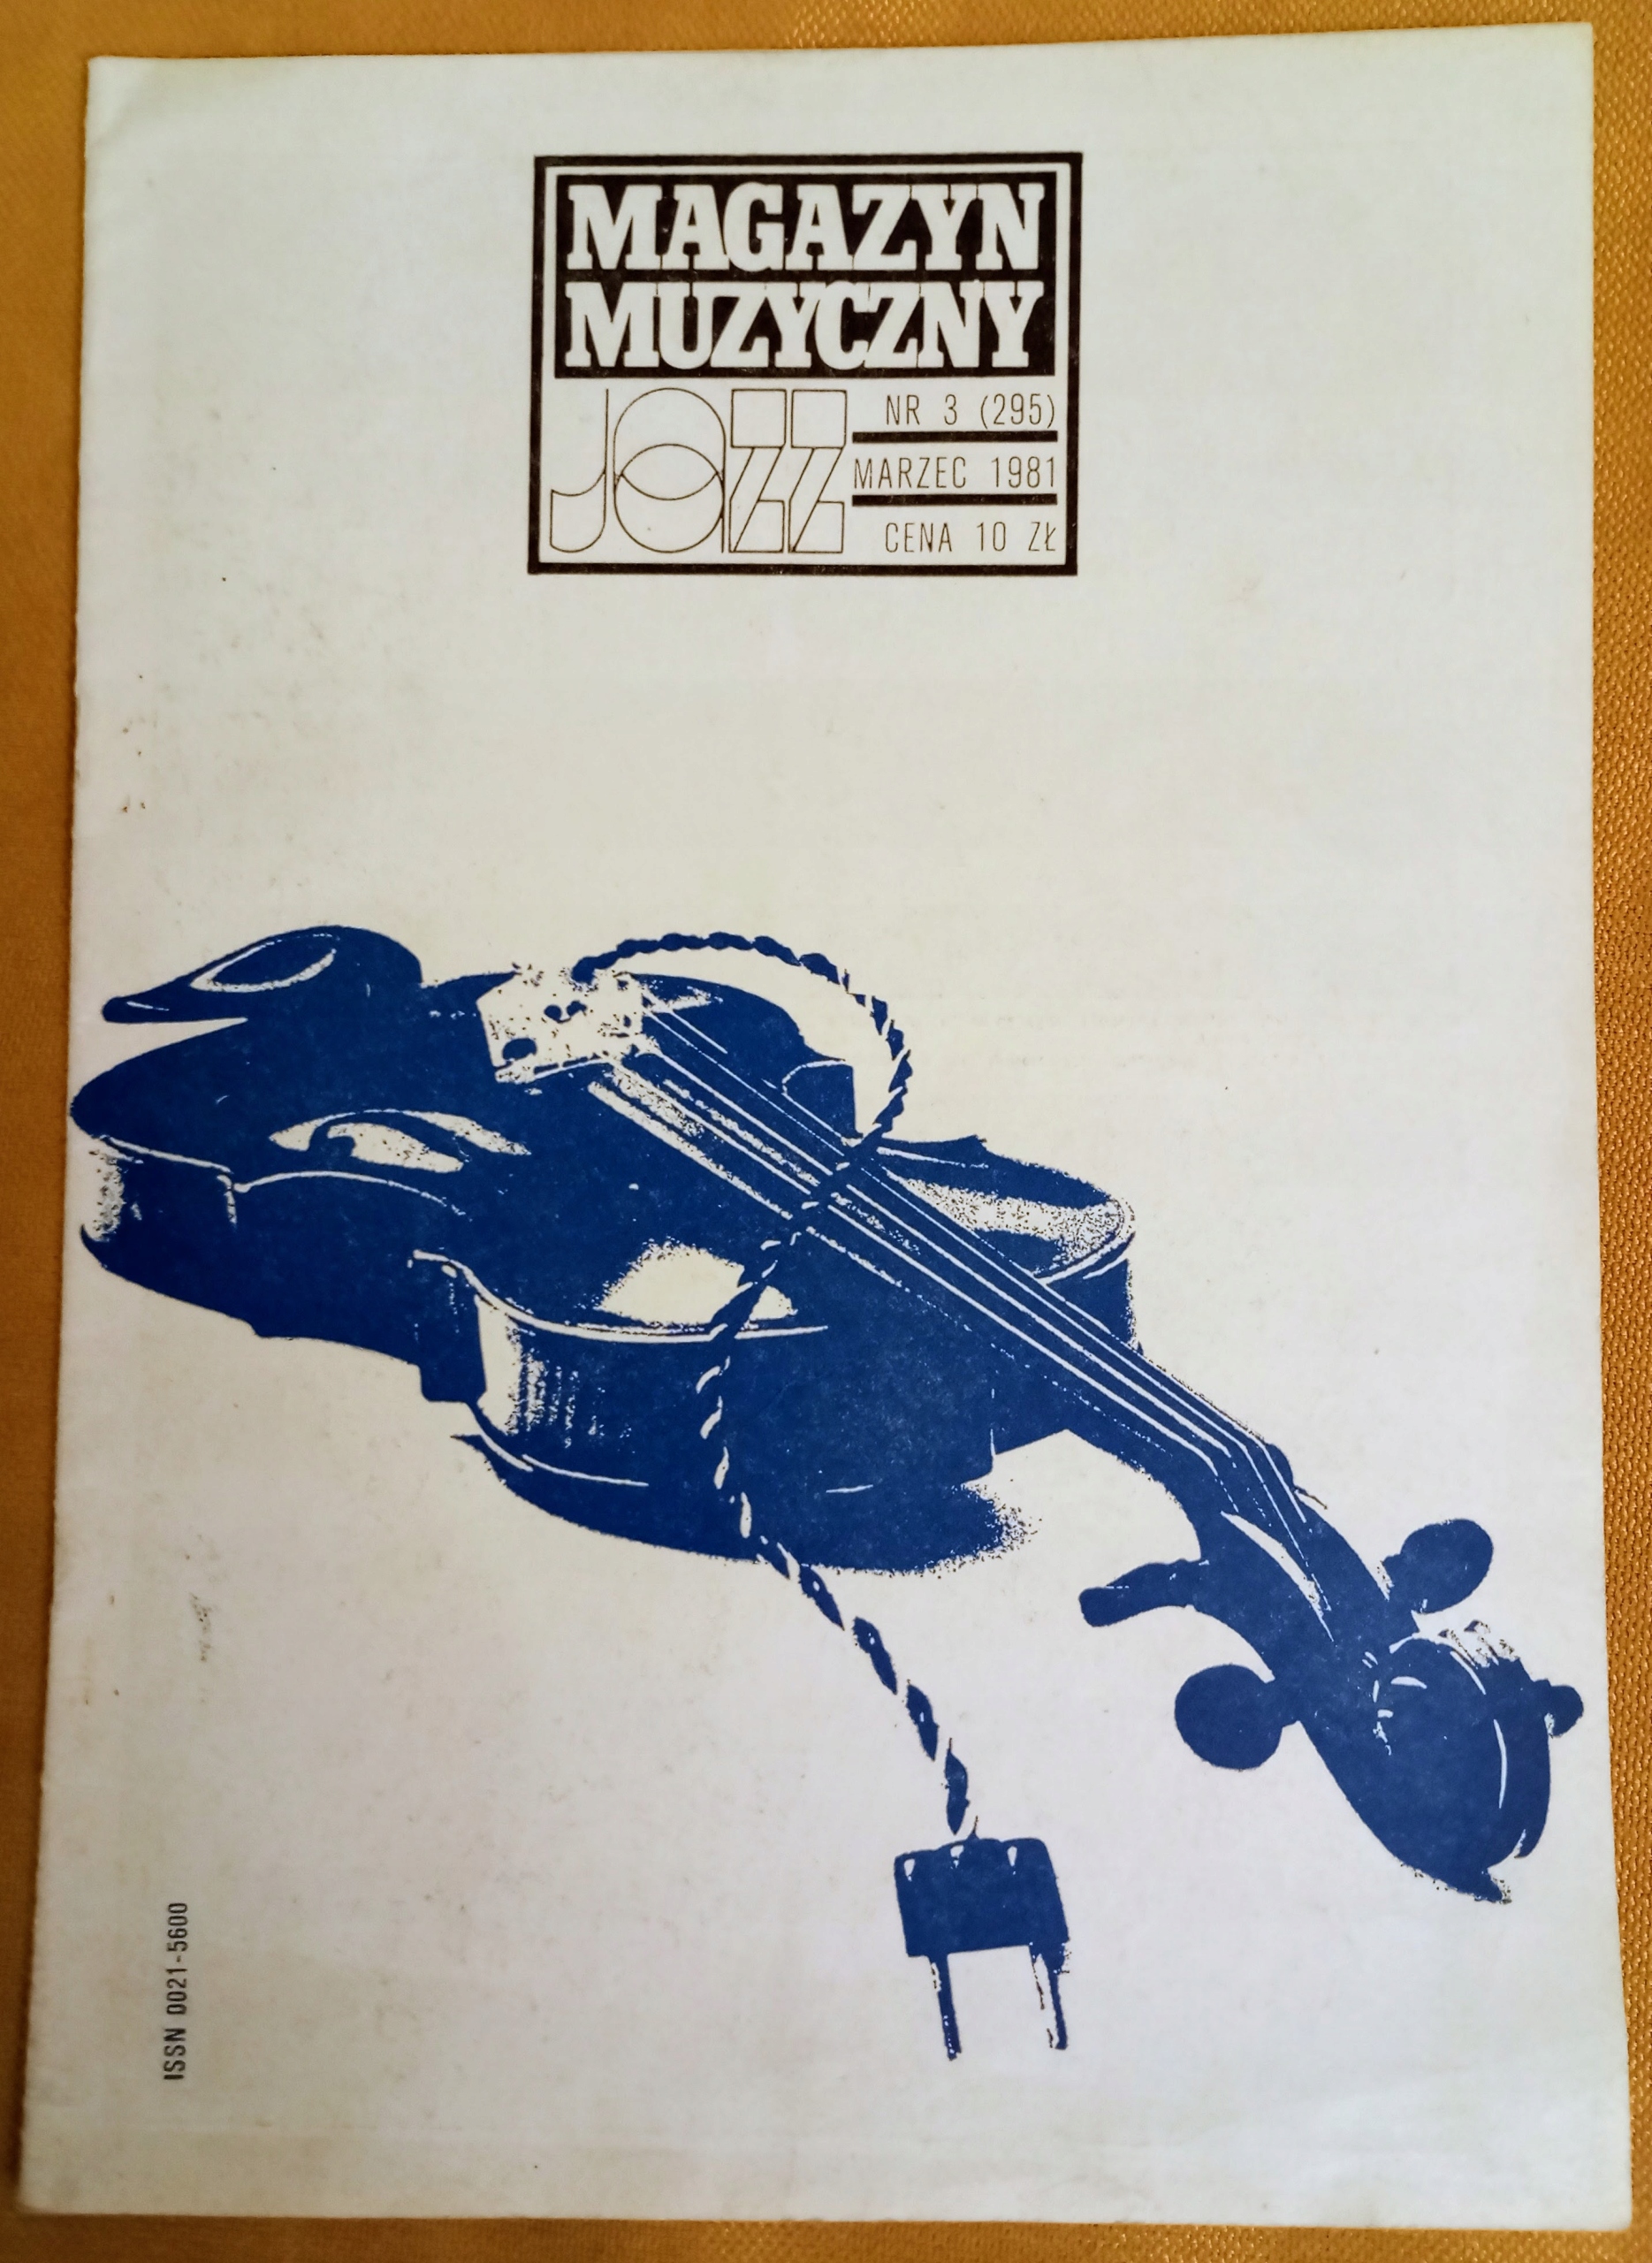 MAGAZYN
MUZYCZNY
JAZZ
NR 3 (295)
MARZEC 1981
CENA 10 ZŁ
ISSN 0021-5600